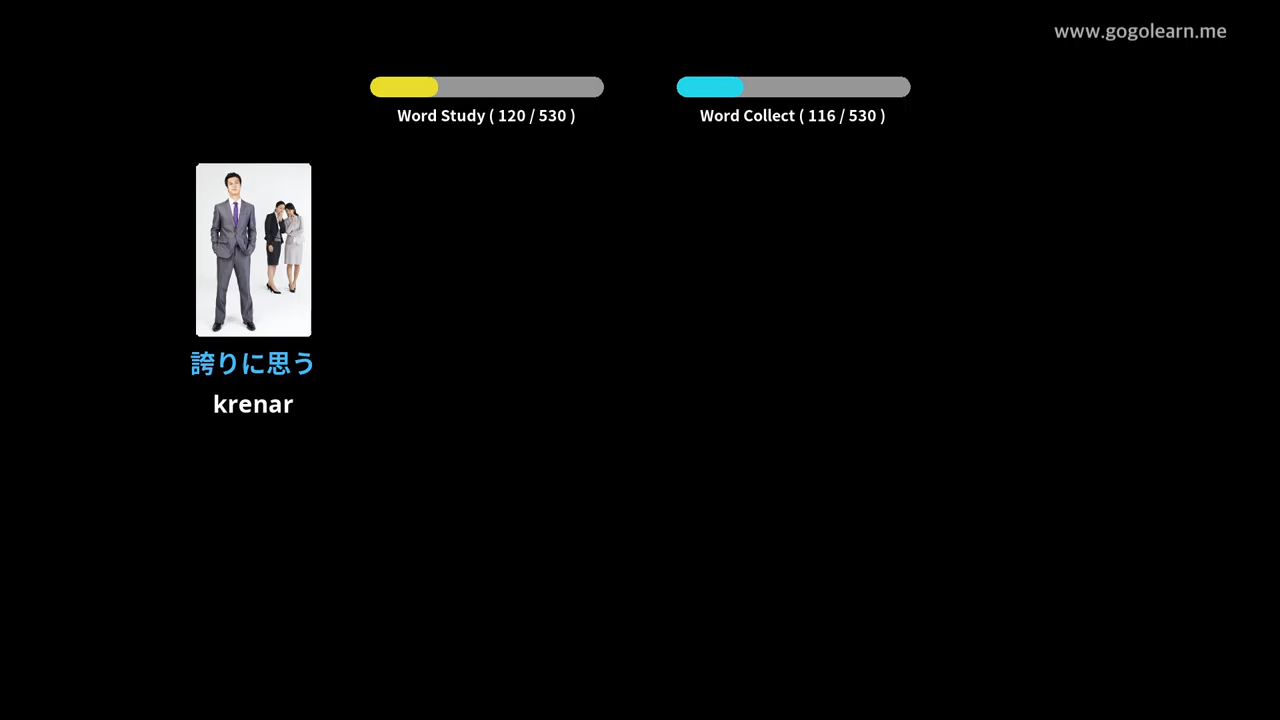 www.gogolearn.me
Word Study ( 120 / 530 )
Word Collect ( 116 / 530 )
誇りに思う
krenar